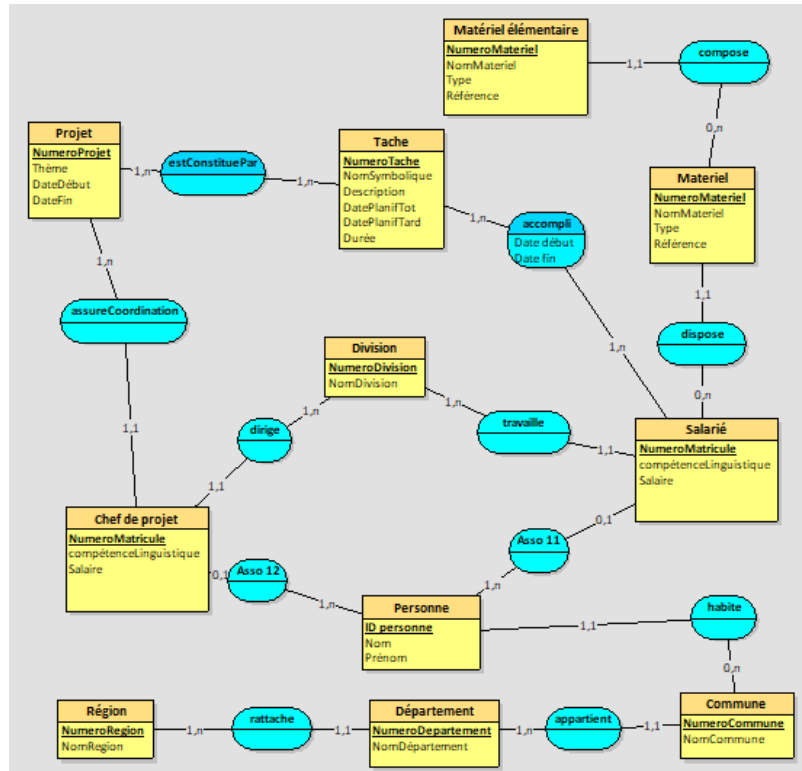 Matériel élémentaire
NumeroMateriel
NomMateriel
Type
Référence
1,1
compose
0,n
Projet
NumeroProjet
Thème
DateDébut
DateFin
1,n
estConstituePar
1,n
Tache
NumeroTache
NomSymbolique
Description
DatePlanifTot
DatePlanifTard
Durée
1,n
accompli
Date début
Date fin
1,n
Materiel
NumeroMateriel
NomMateriel
Type
Référence
1,1
dispose
0,n
1,n
assureCoordination
1,1
Division
NumeroDivision
NomDivision
1,n
dirige
1,1
1,n
travaille
1,1
Salarié
NumeroMatricule
compétenceLinguistique
Salaire
Chef de projet
NumeroMatricule
compétenceLinguistique
Salaire
0,1
Asso 12
1,n
0,1
Asso 11
1,n
Personne
ID personne
Nom
Prénom
1,1
habite
0,n
Région
NumeroRegion
NomRegion
1,n
rattache
1,1
Département
NumeroDepartement
NomDépartement
1,n
appartient
1,1
Commune
NumeroCommune
NomCommune